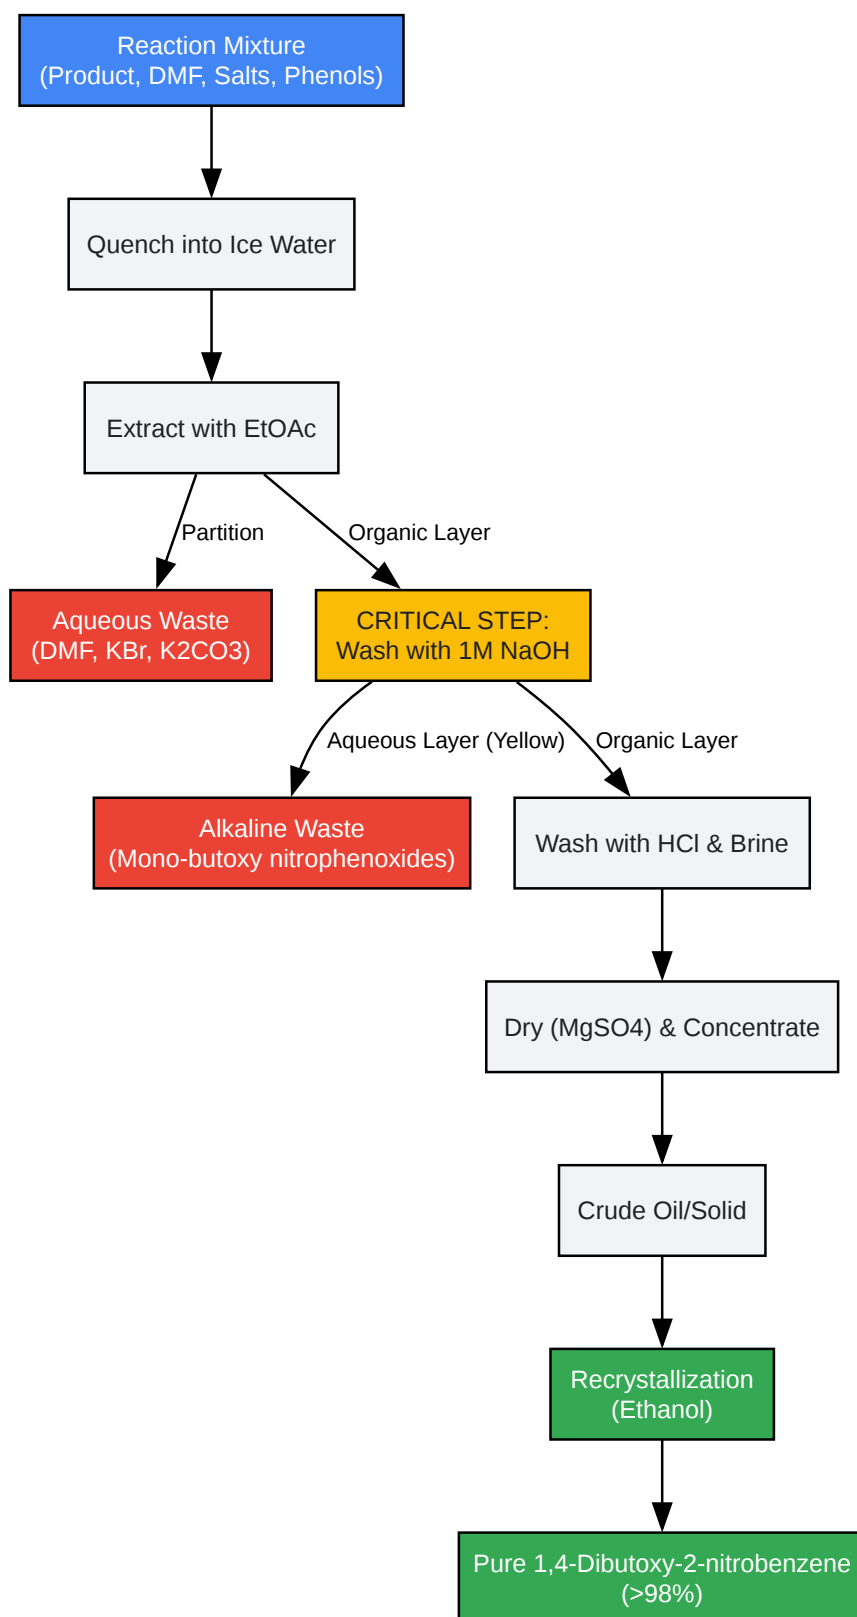 Reaction Mixture
(Product, DMF, Salts, Phenols)
Quench into Ice Water
Extract with EtOAc
Partition
Organic Layer
Aqueous Waste
(DMF, KBr, K2CO3)
CRITICAL STEP:
Wash with 1M NaOH
Aqueous Layer (Yellow)
Organic Layer
Alkaline Waste
(Mono-butoxy nitrophenoxides)
Wash with HCl & Brine
Dry (MgSO4) & Concentrate
Crude Oil/Solid
Recrystallization
(Ethanol)
Pure 1,4-Dibutoxy-2-nitrobenzene
(>98%)